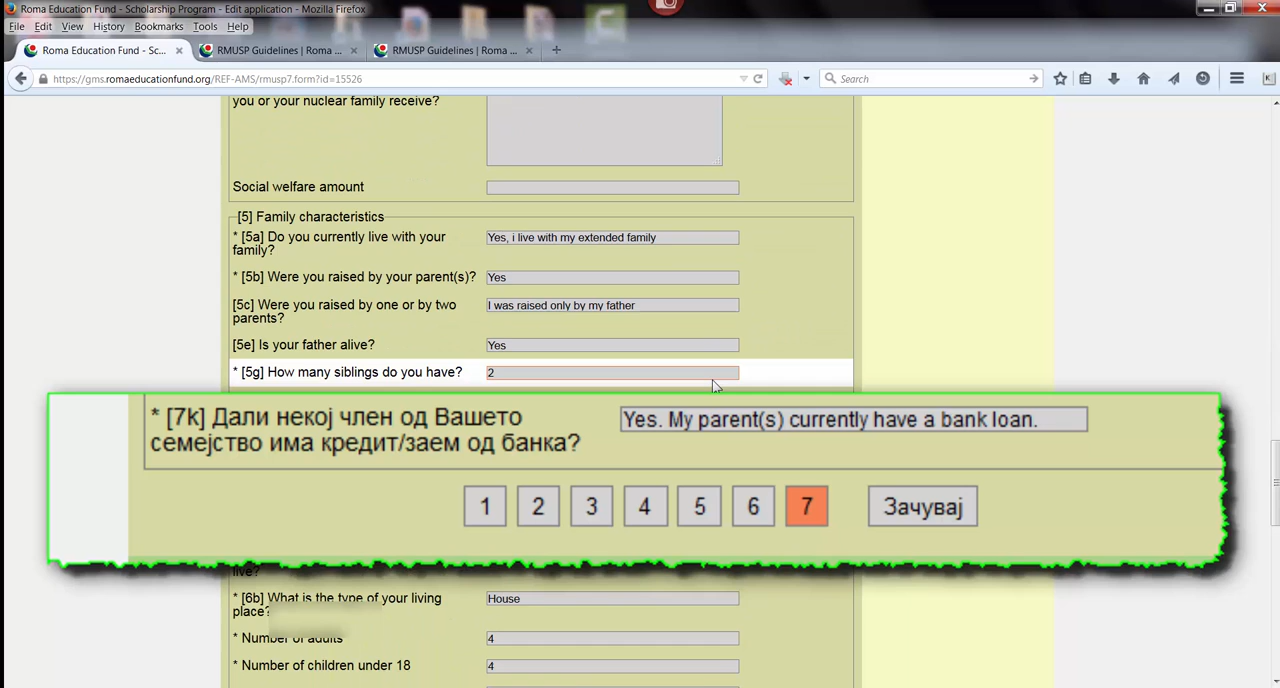 Roma Education Fund - Scholarship Program - Edit application - Mozilla Firefox
File Edit View History Bookmarks Tools Help
Roma Education Fund - Sc... × RMUSP Guidelines | Roma ... × RMUSP Guidelines | Roma ... × +
https://gms.romaeducationfund.org/REF-AMS/rmusp7.form?id=15526 Search
you or your nuclear family receive?
Social welfare amount
[5] Family characteristics
* [5a] Do you currently live with your family? Yes, i live with my extended family
* [5b] Were you raised by your parent(s)? Yes
[5c] Were you raised by one or by two parents? I was raised only by my father
[5e] Is your father alive? Yes
* [5g] How many siblings do you have? 2
* [7k] Дали некој член од Вашето
семејство има кредит/заем од банка? Yes. My parent(s) currently have a bank loan.
1 2 3 4 5 6 7 Зачувај
live?
* [6b] What is the type of your living place? House
* Number of adults 4
* Number of children under 18 4